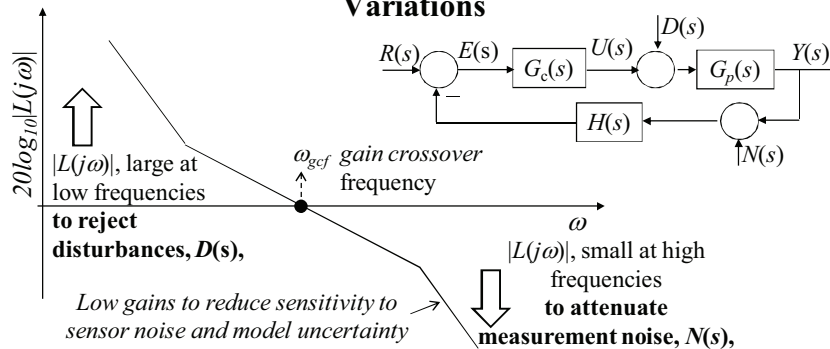 Variations
20log₁₀|L(jω)|
R(s)
E(s)
G_c(s)
U(s)
D(s)
G_p(s)
Y(s)
H(s)
N(s)
|L(jω)|, large at
low frequencies
to reject
disturbances, D(s),
ω_gcf gain crossover
frequency
ω
|L(jω)|, small at high
frequencies
to attenuate
measurement noise, N(s),
Low gains to reduce sensitivity to
sensor noise and model uncertainty